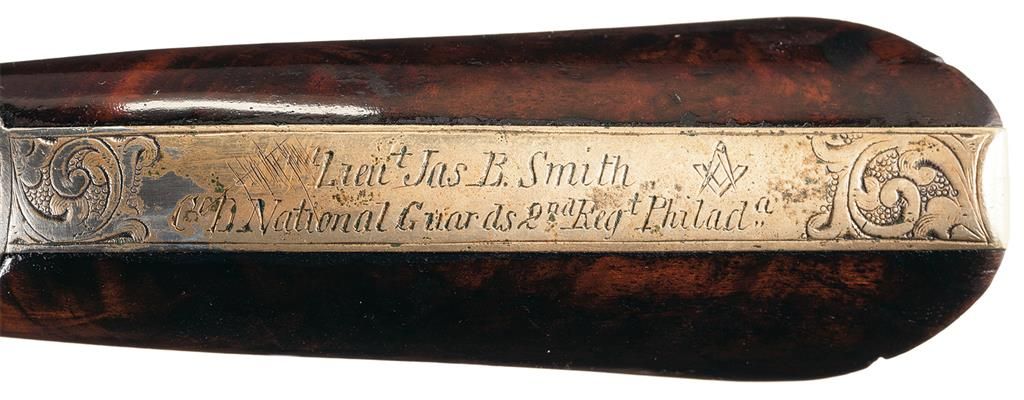 Lieut Jas B. Smith
Co D National Guards 2nd Regt Philada